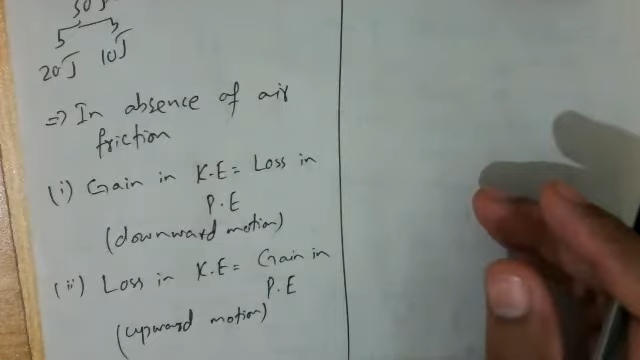 30J
20J 10J
=> In absence of air
friction
(i) Gain in K.E = Loss in
P.E
(downward motion)
(ii) Loss in K.E = Gain in
P.E
(upward motion)